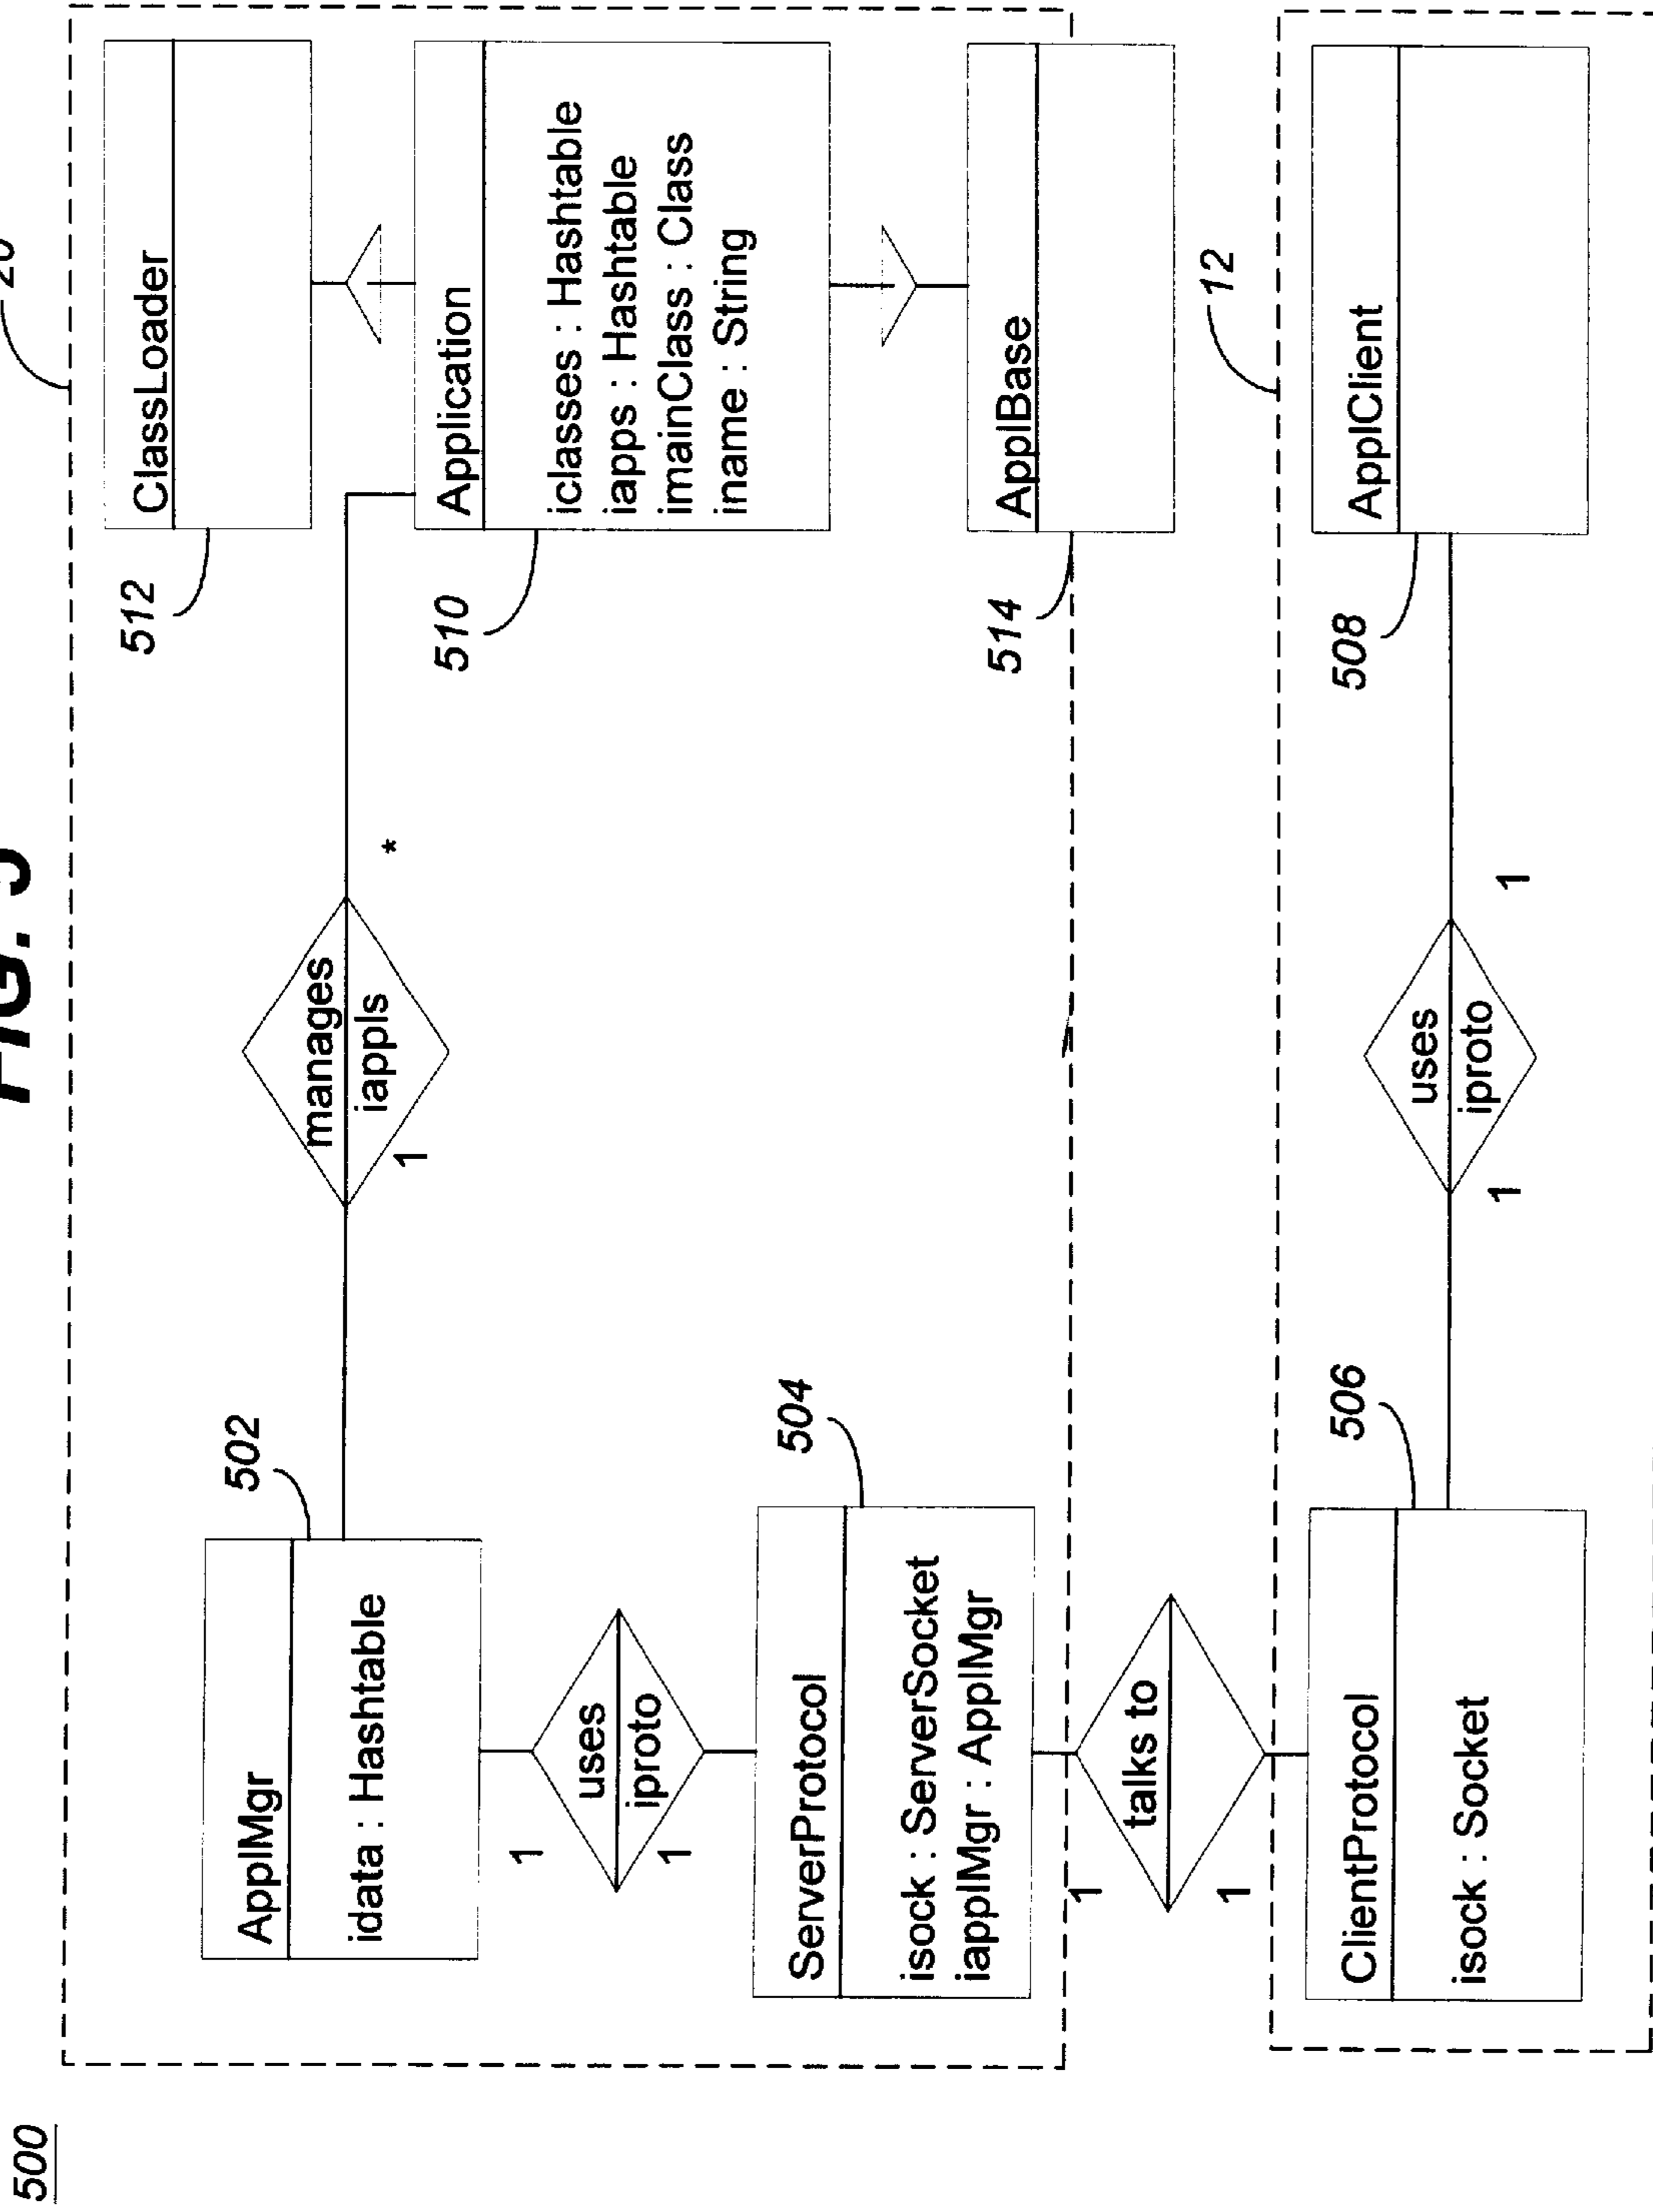 500
FIG.
502
ApplMgr
idata : Hashtable
manages
iappls
1
*
512
ClassLoader
510
Application
iclasses : Hashtable
iapps : Hashtable
imainClass : Class
iname : String
1
uses
iproto
1
504
ServerProtocol
isock : ServerSocket
iapplMgr : ApplMgr
514
ApplBase
1
talks to
1
12
506
ClientProtocol
isock : Socket
uses
iproto
1
1
508
ApplClient